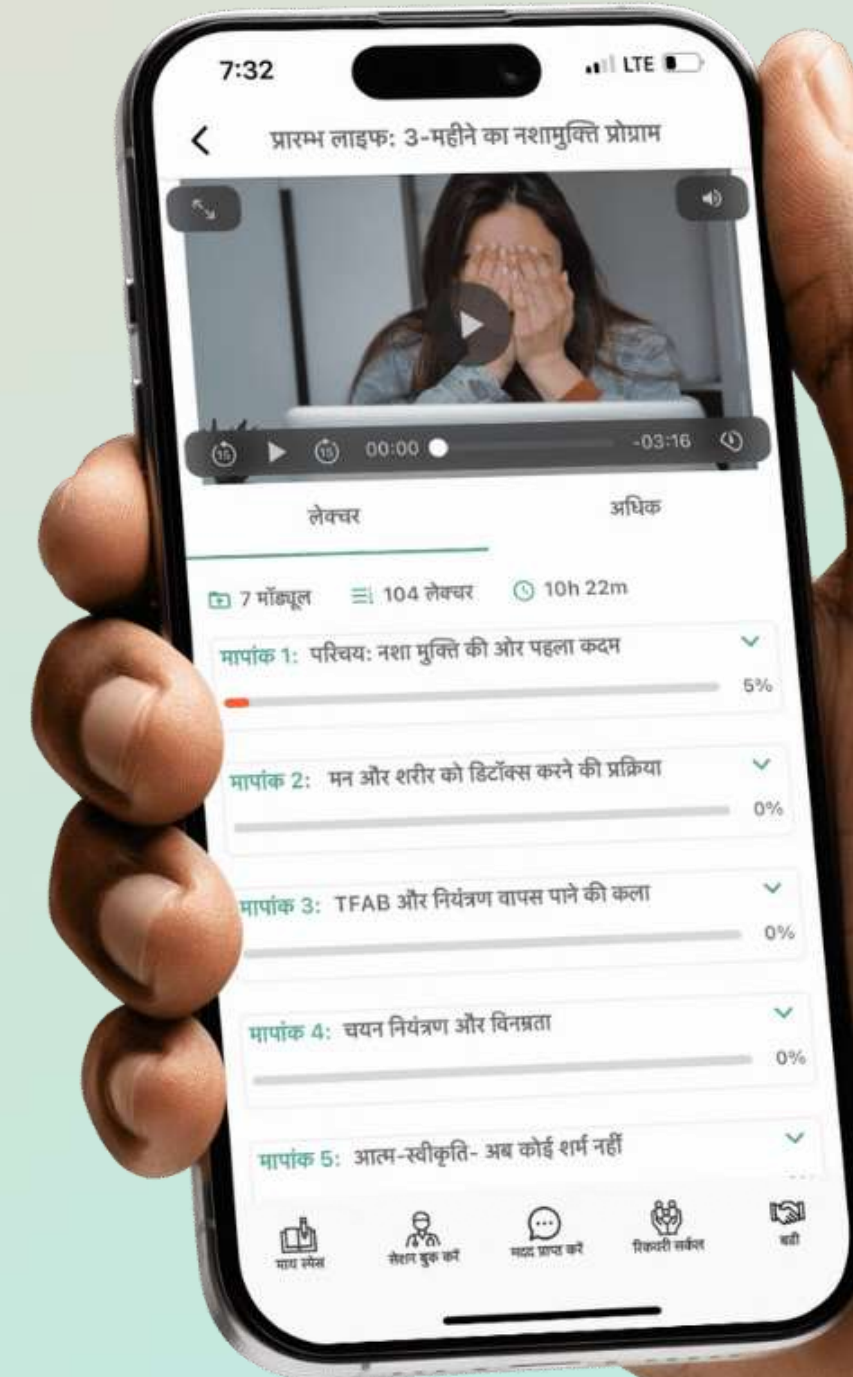 7:32
LTE
प्रारम्भ लाइफ: 3-महीने का नशामुक्ति प्रोग्राम
15
15
00:00
-03:16
लेक्चर
अधिक
7 मॉड्यूल
104 लेक्चर
10h 22m
मापांक 1: परिचय: नशा मुक्ति की ओर पहला कदम
5%
मापांक 2: मन और शरीर को डिटॉक्स करने की प्रक्रिया
0%
मापांक 3: TFAB और नियंत्रण वापस पाने की कला
0%
मापांक 4: चयन नियंत्रण और विनम्रता
0%
मापांक 5: आत्म-स्वीकृति- अब कोई शर्म नहीं
माय स्पेस
सेशन बुक करें
मदद प्राप्त करें
रिकवरी सर्कल
बडी